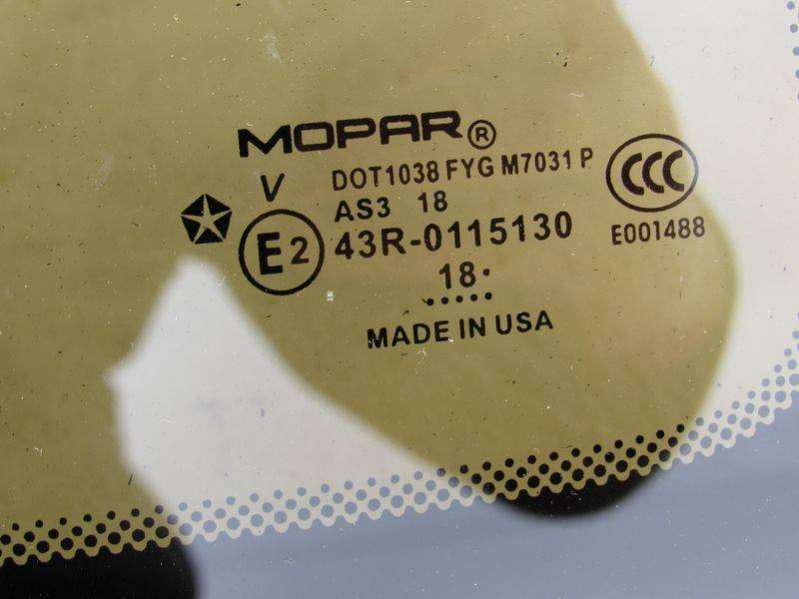 MOPAR®
V DOT1038 FYG M7031 P
AS3 18
CCC
E2 43R-0115130
E001488
18.
MADE IN USA